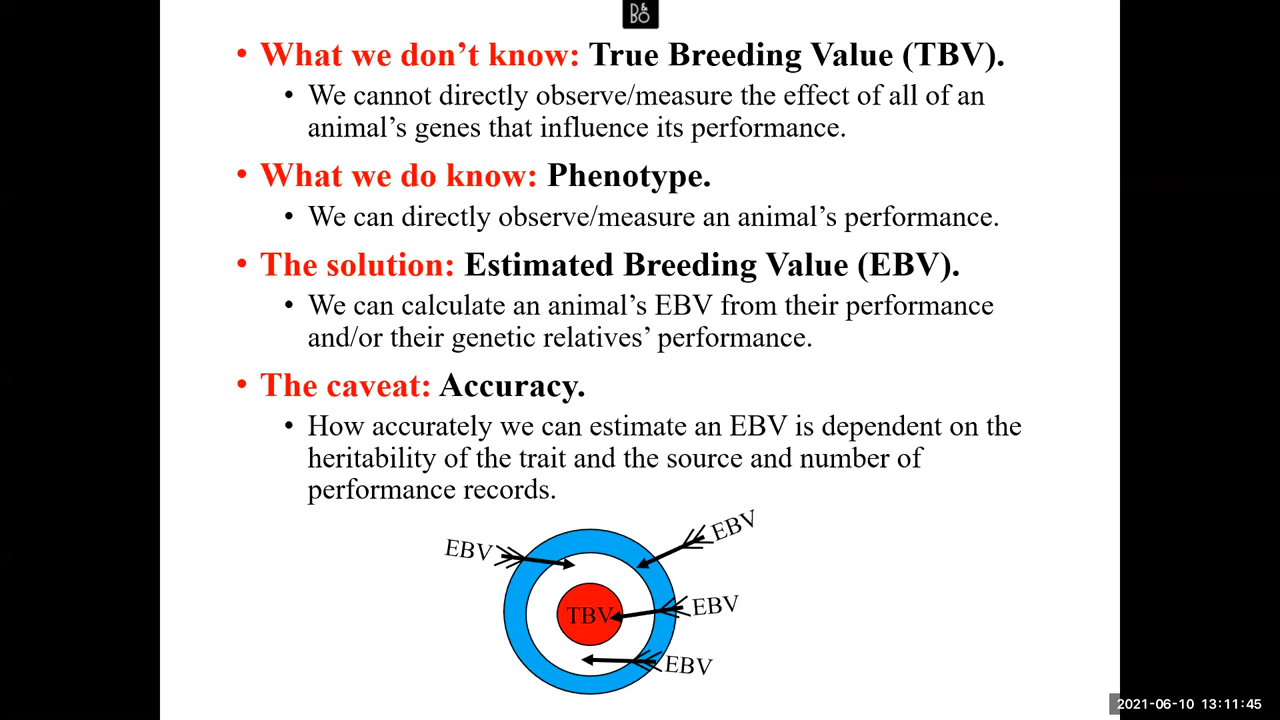 B&O
• What we don’t know: True Breeding Value (TBV).
• We cannot directly observe/measure the effect of all of an
animal’s genes that influence its performance.
• What we do know: Phenotype.
• We can directly observe/measure an animal’s performance.
• The solution: Estimated Breeding Value (EBV).
• We can calculate an animal’s EBV from their performance
and/or their genetic relatives’ performance.
• The caveat: Accuracy.
• How accurately we can estimate an EBV is dependent on the
heritability of the trait and the source and number of
performance records.
EBV
EBV
TBV
EBV
EBV
2021-06-10 13:11:45